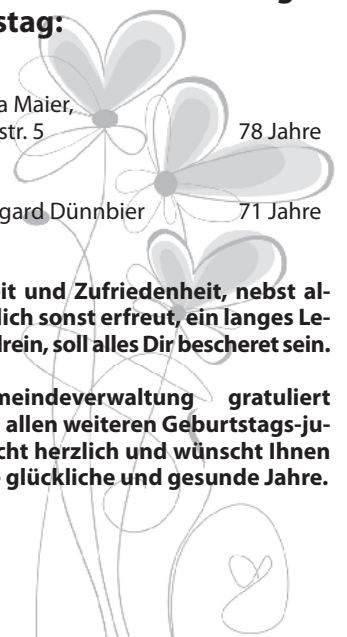 stag:
a Maier,
str. 5 78 Jahre
gard Dünnbier 71 Jahre
it und Zufriedenheit, nebst al-
lich sonst erfreut, ein langes Le-
lrein, soll alles Dir bescheret sein.
meindeverwaltung gratuliert
allen weiteren Geburtstags-ju-
cht herzlich und wünscht Ihnen
glückliche und gesunde Jahre.